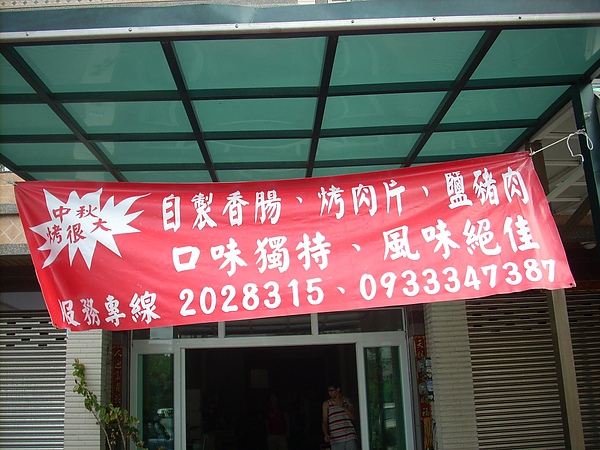 中秋
烤很大
自製香腸、烤肉片、鹽豬肉
口味獨特、風味絕佳
服務專線 2028315、0933347387